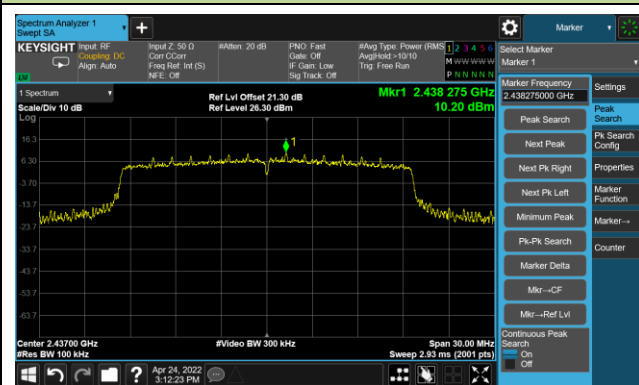 Spectrum Analyzer 1
Swept SA
+
Marker
KEYSIGHT
Input: RF
Coupling: DC
Align: Auto
Input Z: 50 Ω
Corr CCorr
Freq Ref: Int (S)
NFE: Off
#Atten: 20 dB
PNO: Fast
Gate: Off
IF Gain: Low
Sig Track: Off
#Avg Type: Power (RMS
Avg|Hold:>10/10
Trig: Free Run
1 2 3 4 5 6
M W W W W W
P N N N N N
LV
Select Marker
Marker 1
1 Spectrum
Scale/Div 10 dB
Log
Ref Lvl Offset 21.30 dB
Ref Level 26.30 dBm
Mkr1 2.438 275 GHz
10.20 dBm
1
16.3
6.30
-3.70
-13.7
-23.7
-33.7
-43.7
-53.7
-63.7
Center 2.43700 GHz
#Res BW 100 kHz
#Video BW 300 kHz
Span 30.00 MHz
Sweep 2.93 ms (2001 pts)
Marker Frequency
2.438275000 GHz
Peak Search
Next Peak
Next Pk Right
Next Pk Left
Minimum Peak
Pk-Pk Search
Marker Delta
Mkr→CF
Mkr→Ref Lvl
Continuous Peak
Search
On
Off
Settings
Peak
Search
Pk Search
Config
Properties
Marker
Function
Marker→
Counter
?
Apr 24, 2022
3:12:23 PM